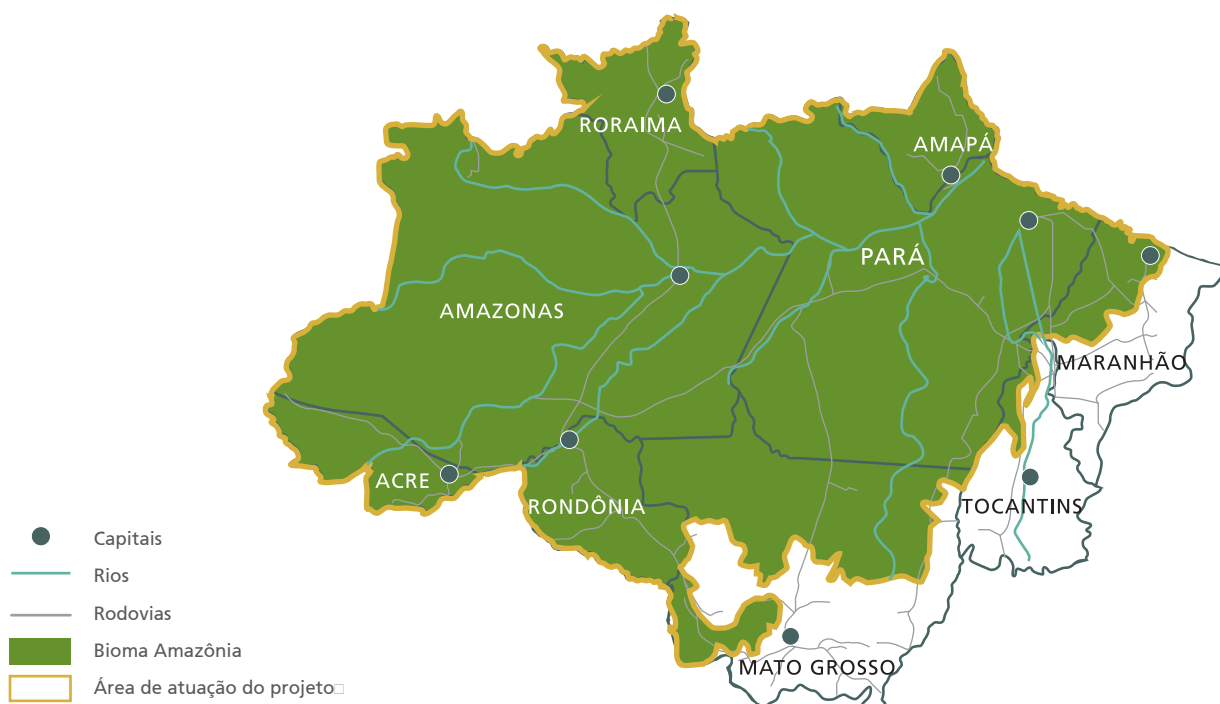 RORAIMA
AMAPÁ
PARÁ
AMAZONAS
MARANHÃO
ACRE
RONDÔNIA
TOCANTINS
MATO GROSSO
Capitais
Rios
Rodovias
Bioma Amazônia
Área de atuação do projeto□